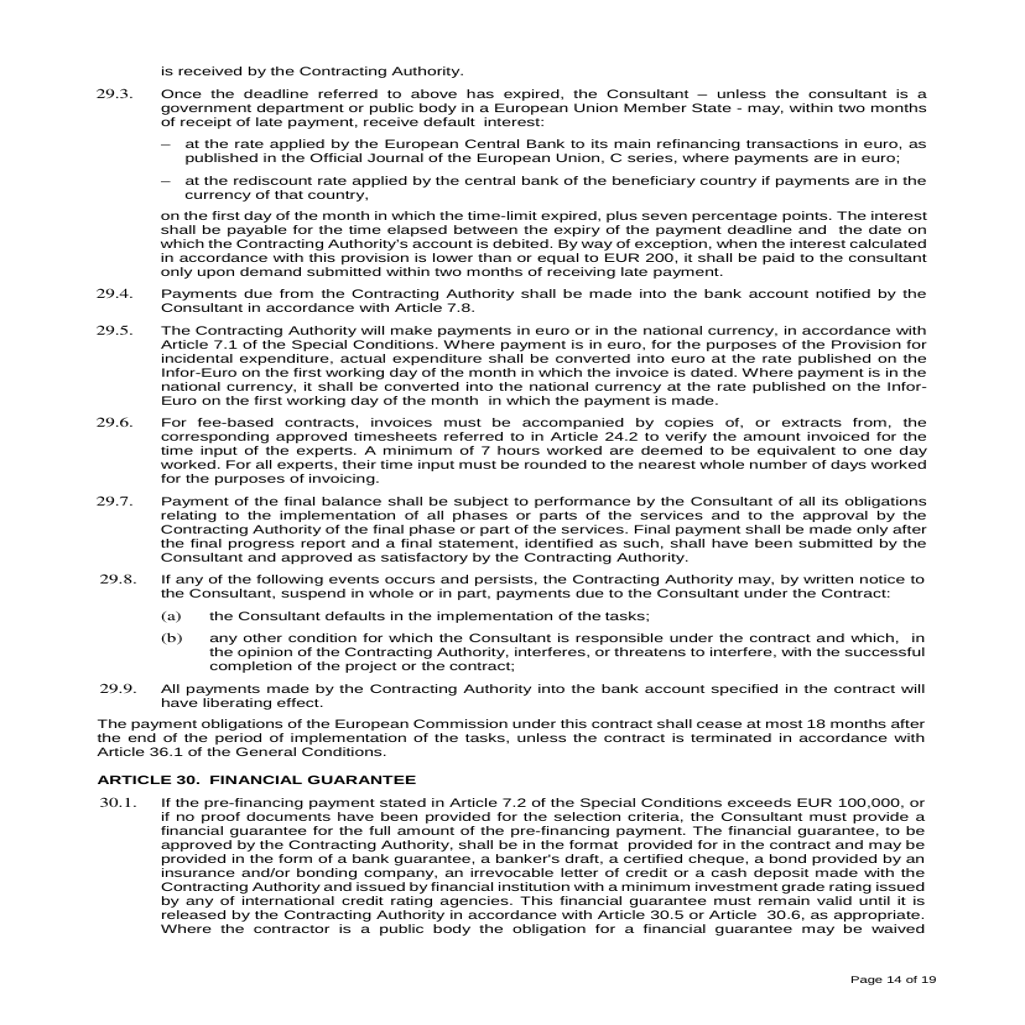 is received by the Contracting Authority.
29.3. Once the deadline referred to above has expired, the Consultant – unless the consultant is a
government department or public body in a European Union Member State - may, within two months
of receipt of late payment, receive default interest:
– at the rate applied by the European Central Bank to its main refinancing transactions in euro, as
published in the Official Journal of the European Union, C series, where payments are in euro;
– at the rediscount rate applied by the central bank of the beneficiary country if payments are in the
currency of that country,
on the first day of the month in which the time-limit expired, plus seven percentage points. The interest
shall be payable for the time elapsed between the expiry of the payment deadline and the date on
which the Contracting Authority's account is debited. By way of exception, when the interest calculated
in accordance with this provision is lower than or equal to EUR 200, it shall be paid to the consultant
only upon demand submitted within two months of receiving late payment.
29.4. Payments due from the Contracting Authority shall be made into the bank account notified by the
Consultant in accordance with Article 7.8.
29.5. The Contracting Authority will make payments in euro or in the national currency, in accordance with
Article 7.1 of the Special Conditions. Where payment is in euro, for the purposes of the Provision for
incidental expenditure, actual expenditure shall be converted into euro at the rate published on the
Infor-Euro on the first working day of the month in which the invoice is dated. Where payment is in the
national currency, it shall be converted into the national currency at the rate published on the Infor-
Euro on the first working day of the month in which the payment is made.
29.6. For fee-based contracts, invoices must be accompanied by copies of, or extracts from, the
corresponding approved timesheets referred to in Article 24.2 to verify the amount invoiced for the
time input of the experts. A minimum of 7 hours worked are deemed to be equivalent to one day
worked. For all experts, their time input must be rounded to the nearest whole number of days worked
for the purposes of invoicing.
29.7. Payment of the final balance shall be subject to performance by the Consultant of all its obligations
relating to the implementation of all phases or parts of the services and to the approval by the
Contracting Authority of the final phase or part of the services. Final payment shall be made only after
the final progress report and a final statement, identified as such, shall have been submitted by the
Consultant and approved as satisfactory by the Contracting Authority.
29.8. If any of the following events occurs and persists, the Contracting Authority may, by written notice to
the Consultant, suspend in whole or in part, payments due to the Consultant under the Contract:
(a) the Consultant defaults in the implementation of the tasks;
(b) any other condition for which the Consultant is responsible under the contract and which, in
the opinion of the Contracting Authority, interferes, or threatens to interfere, with the successful
completion of the project or the contract;
29.9. All payments made by the Contracting Authority into the bank account specified in the contract will
have liberating effect.
The payment obligations of the European Commission under this contract shall cease at most 18 months after
the end of the period of implementation of the tasks, unless the contract is terminated in accordance with
Article 36.1 of the General Conditions.
ARTICLE 30. FINANCIAL GUARANTEE
30.1. If the pre-financing payment stated in Article 7.2 of the Special Conditions exceeds EUR 100,000, or
if no proof documents have been provided for the selection criteria, the Consultant must provide a
financial guarantee for the full amount of the pre-financing payment. The financial guarantee, to be
approved by the Contracting Authority, shall be in the format provided for in the contract and may be
provided in the form of a bank guarantee, a banker's draft, a certified cheque, a bond provided by an
insurance and/or bonding company, an irrevocable letter of credit or a cash deposit made with the
Contracting Authority and issued by financial institution with a minimum investment grade rating issued
by any of international credit rating agencies. This financial guarantee must remain valid until it is
released by the Contracting Authority in accordance with Article 30.5 or Article 30.6, as appropriate.
Where the contractor is a public body the obligation for a financial guarantee may be waived
Page 14 of 19